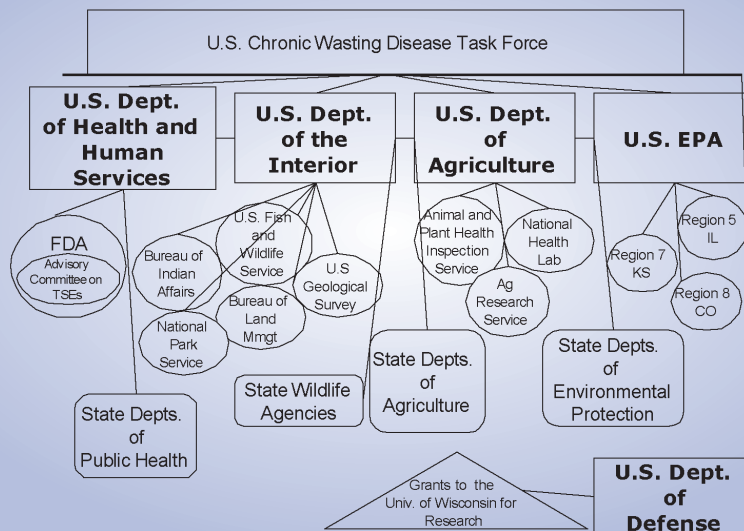 U.S. Chronic Wasting Disease Task Force
U.S. Dept.
of Health and
Human
Services
U.S. Dept.
of the
Interior
U.S. Dept.
of
Agriculture
U.S. EPA
FDA
Advisory
Committee on
TSEs
Bureau of
Indian
Affairs
U.S. Fish
and
Wildlife
Service
National
Park
Service
Bureau of
Land
Mmgt
U.S
Geological
Survey
Animal and
Plant Health
Inspection
Service
National
Health
Lab
Ag
Research
Service
Region 7
KS
Region 5
IL
Region 8
CO
State Depts.
of
Public Health
State Wildlife
Agencies
State Depts.
of
Agriculture
State Depts.
of
Environmental
Protection
Grants to the
Univ. of Wisconsin for
Research
U.S. Dept.
of
Defense